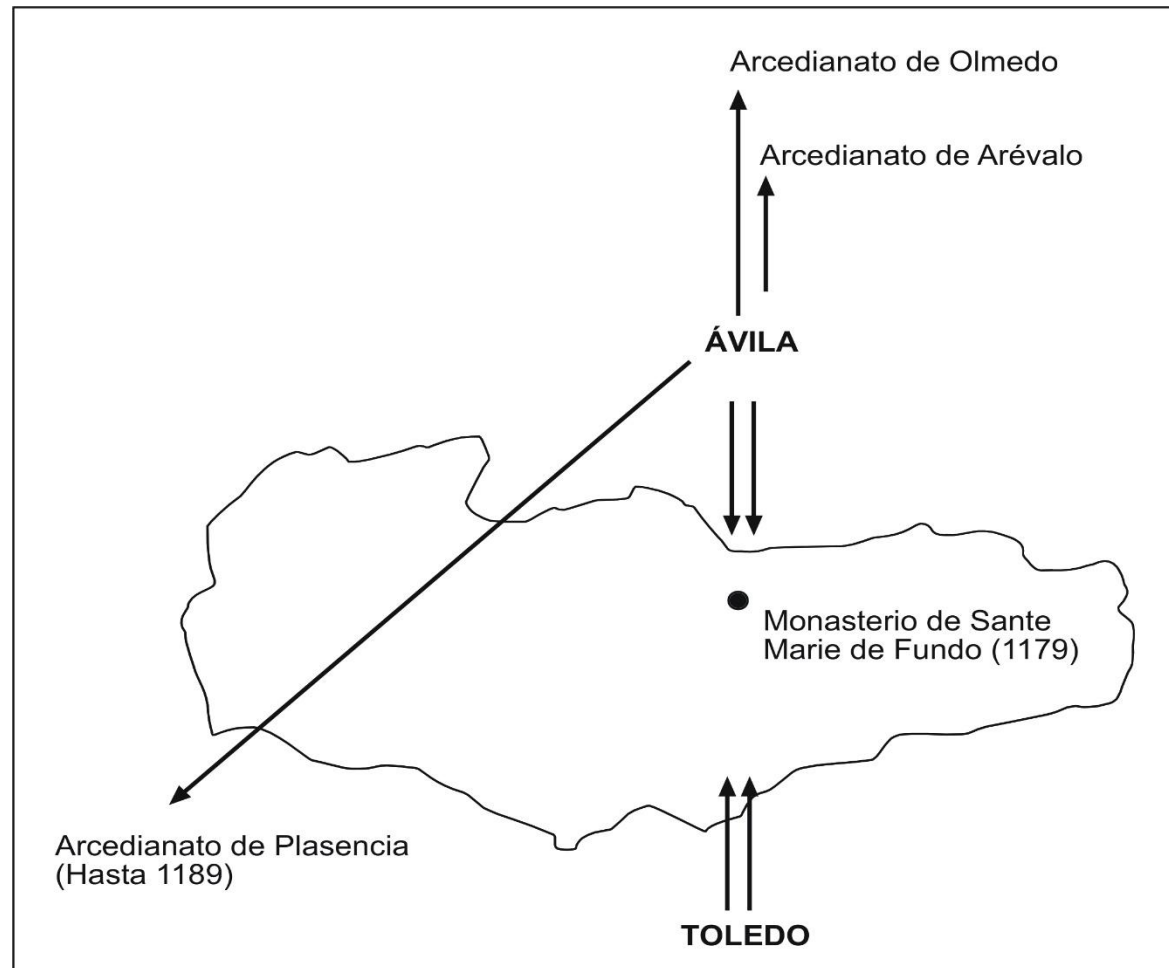 Arcedianato de Olmedo
Arcedianato de Arévalo
ÁVILA
Monasterio de Sante
Marie de Fundo (1179)
Arcedianato de Plasencia
(Hasta 1189)
TOLEDO